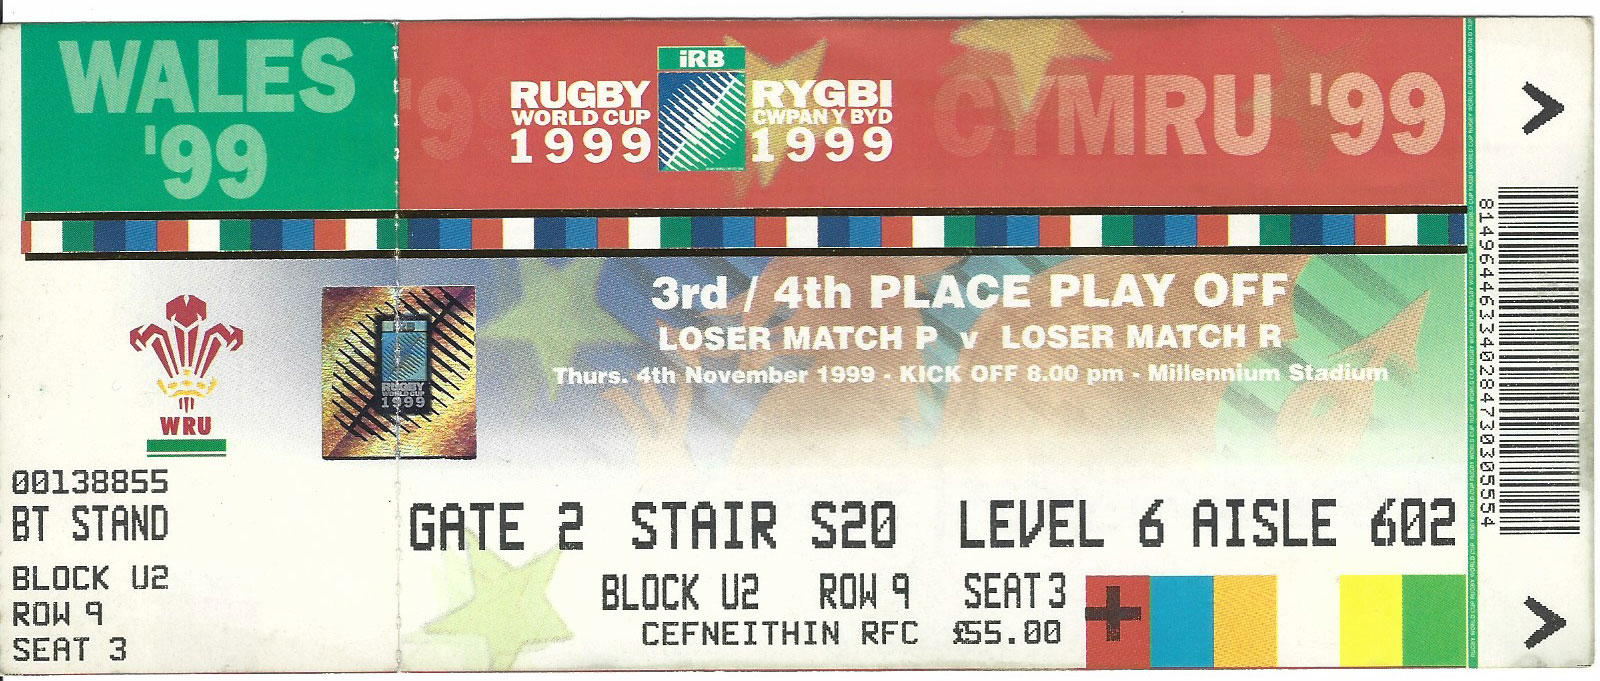 WALES
'99
RUGBY
WORLD CUP
1999
iRB
RYGBI
CWPAN Y BYD
1999
CYMRU '99
3rd / 4th PLACE PLAY OFF
LOSER MATCH P v LOSER MATCH R
Thurs. 4th November 1999 - KICK OFF 8.00 pm - Millennium Stadium
WRU
RUGBY
WORLD CUP
1999
00138855
BT STAND
BLOCK U2
ROW 9
SEAT 3
GATE 2 STAIR S20 LEVEL 6 AISLE 602
BLOCK U2 ROW 9 SEAT 3
CEFNEITHIN RFC £55.00